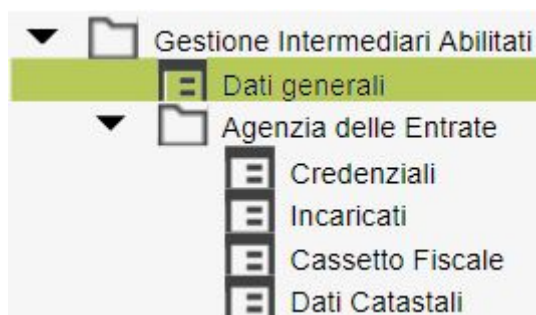 Gestione Intermediari Abilitati
Dati generali
Agenzia delle Entrate
Credenziali
Incaricati
Cassetto Fiscale
Dati Catastali